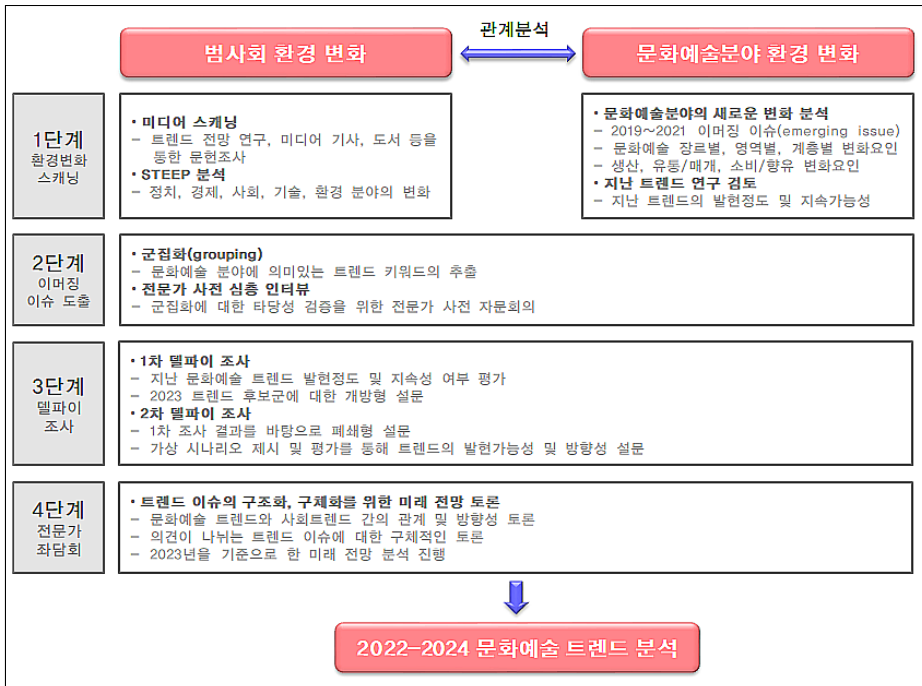 관계분석
범사회 환경 변화
문화예술분야 환경 변화
1단계
환경변화
스캐닝
• 미디어 스캐닝
– 트렌드 전망 연구, 미디어 기사, 도서 등을
통한 문헌조사
• STEEP 분석
– 정치, 경제, 사회, 기술, 환경 분야의 변화
• 문화예술분야의 새로운 변화 분석
– 2019~2021 이머징 이슈(emerging issue)
– 문화예술 장르별, 영역별, 계층별 변화요인
– 생산, 유통/매개, 소비/향유 변화요인
• 지난 트렌드 연구 검토
– 지난 트렌드의 발현정도 및 지속가능성
2단계
이머징
이슈 도출
• 군집화(grouping)
– 문화예술 분야에 의미있는 트렌드 키워드의 추출
• 전문가 사전 심층 인터뷰
– 군집화에 대한 타당성 검증을 위한 전문가 사전 자문회의
3단계
델파이
조사
• 1차 델파이 조사
– 지난 문화예술 트렌드 발현정도 및 지속성 여부 평가
– 2023 트렌드 후보군에 대한 개방형 설문
• 2차 델파이 조사
– 1차 조사 결과를 바탕으로 폐쇄형 설문
– 가상 시나리오 제시 및 평가를 통해 트렌드의 발현가능성 및 방향성 설문
4단계
전문가
좌담회
• 트렌드 이슈의 구조화, 구체화를 위한 미래 전망 토론
– 문화예술 트렌드와 사회트렌드 간의 관계 및 방향성 토론
– 의견이 나뉘는 트렌드 이슈에 대한 구체적인 토론
– 2023년을 기준으로 한 미래 전망 분석 진행
2022-2024 문화예술 트렌드 분석